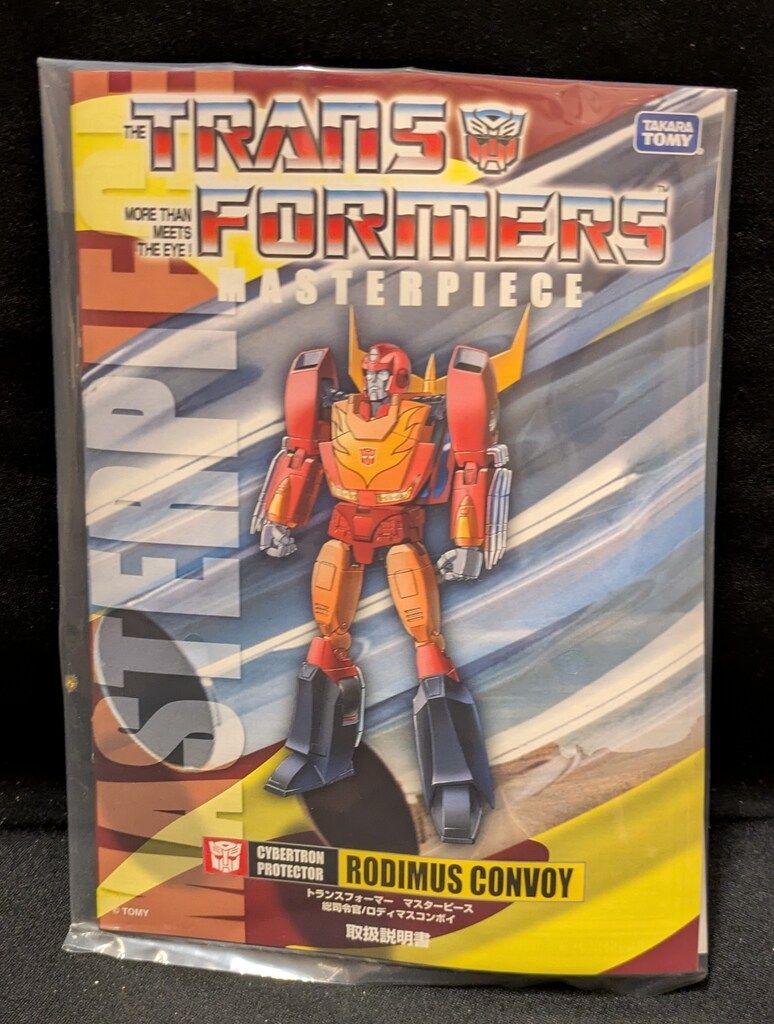 THE TRANS
TAKARA
TOMY
MORE THAN
MEETS
THE EYE!
FORMERS™
MASTERPIECE
MASTERPIECE
CYBERTRON
PROTECTOR
RODIMUS CONVOY
トランスフォーマー マスターピース
総司令官/ロディマスコンボイ
取扱説明書
© TOMY